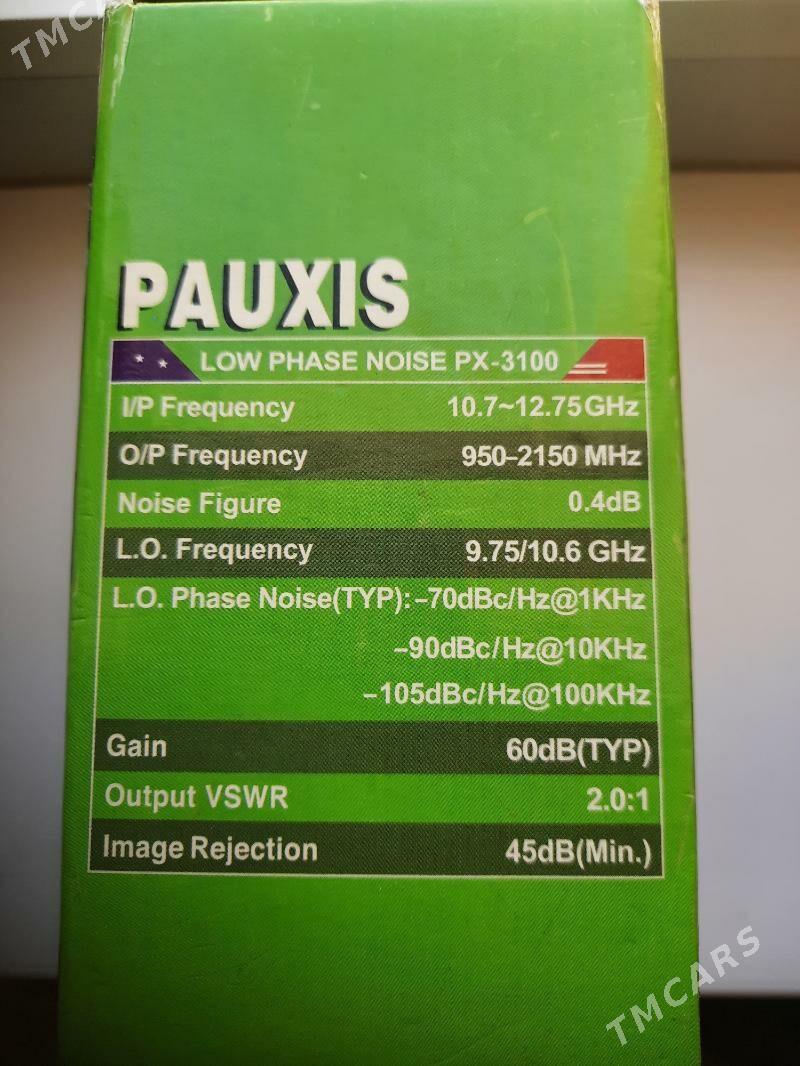 TMCARS
PAUXIS
LOW PHASE NOISE PX-3100
I/P Frequency 10.7~12.75GHz
O/P Frequency 950-2150 MHz
Noise Figure 0.4dB
L.O. Frequency 9.75/10.6 GHz
L.O. Phase Noise(TYP):-70dBc/Hz@1KHz
-90dBc/Hz@10KHz
-105dBc/Hz@100KHz
Gain 60dB(TYP)
Output VSWR 2.0:1
Image Rejection 45dB(Min.)
TMCARS